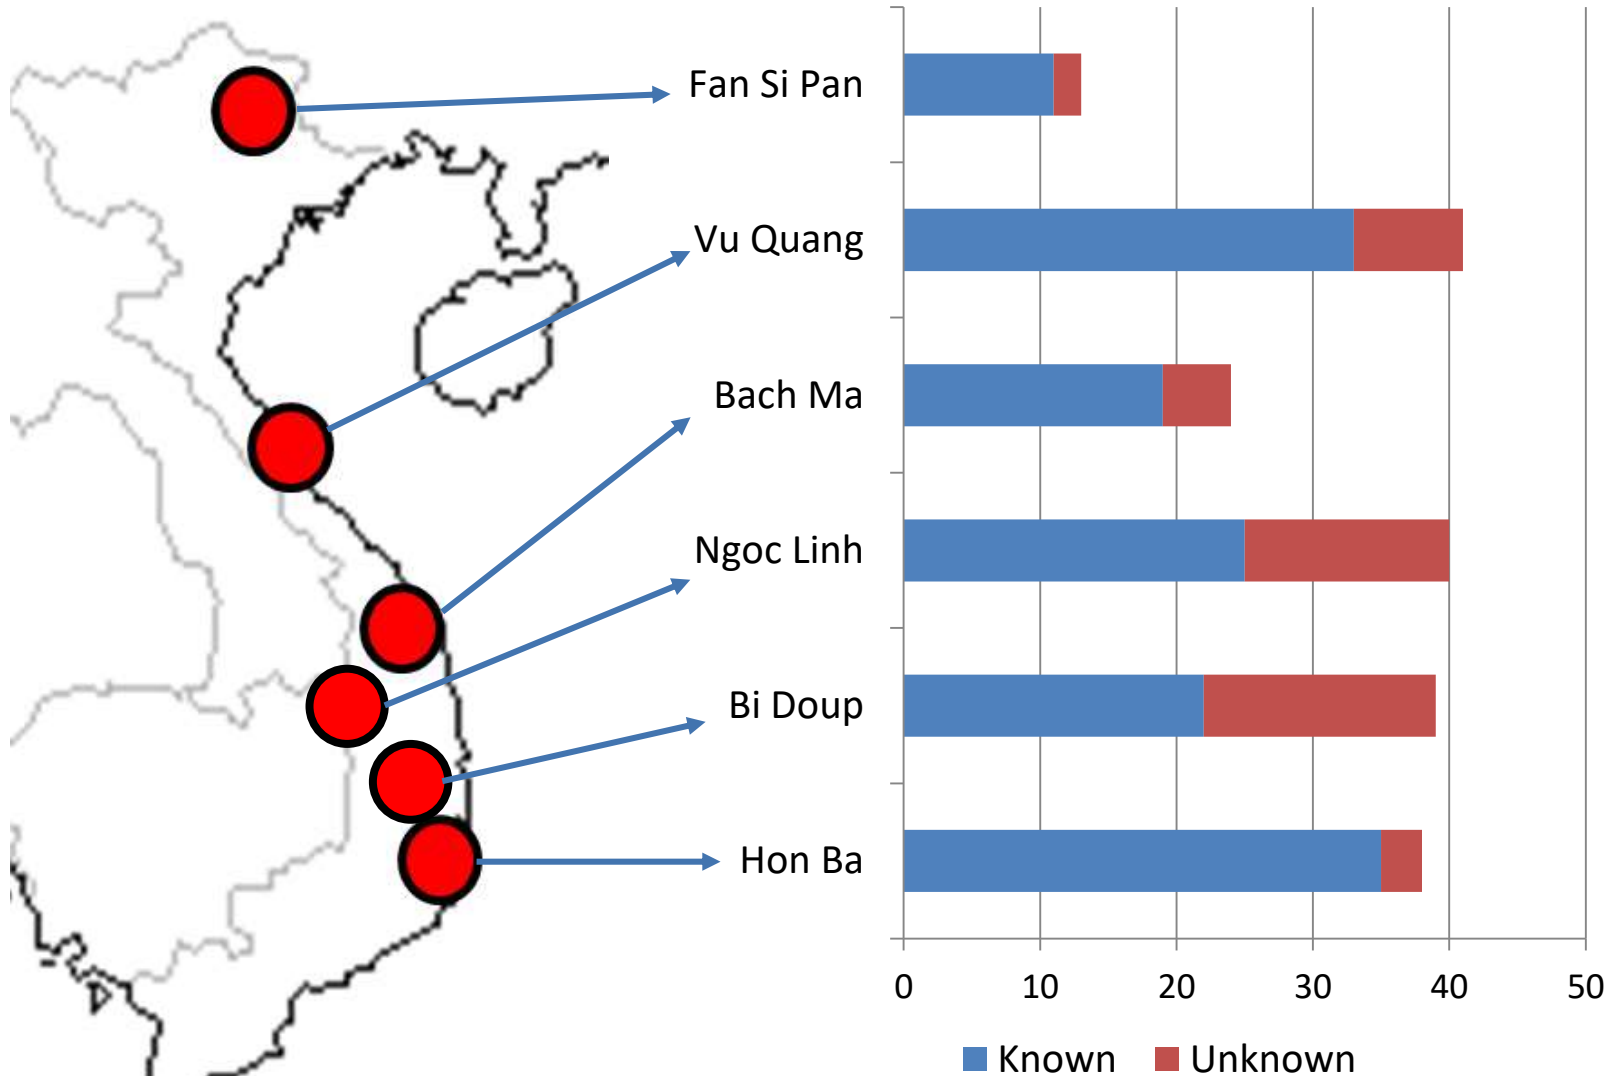 Fan Si Pan
Vu Quang
Bach Ma
Ngoc Linh
Bi Doup
Hon Ba
0 10 20 30 40 50
Known Unknown